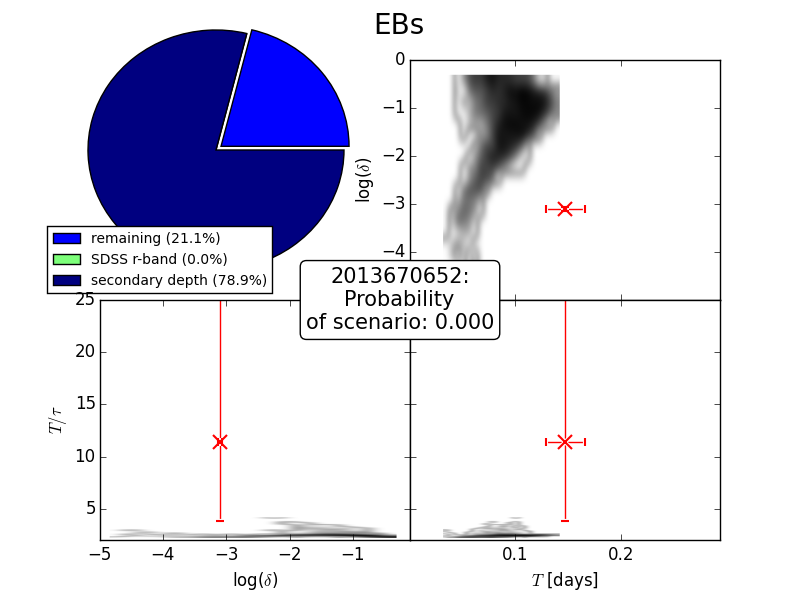 EBs
0
−1
−2
−3
−4
log(δ)
remaining (21.1%)
SDSS r-band (0.0%)
secondary depth (78.9%)
2013670652:
Probability
of scenario: 0.000
25
20
15
10
5
T/τ
−5 −4 −3 −2 −1
log(δ)
0.1 0.2
T [days]